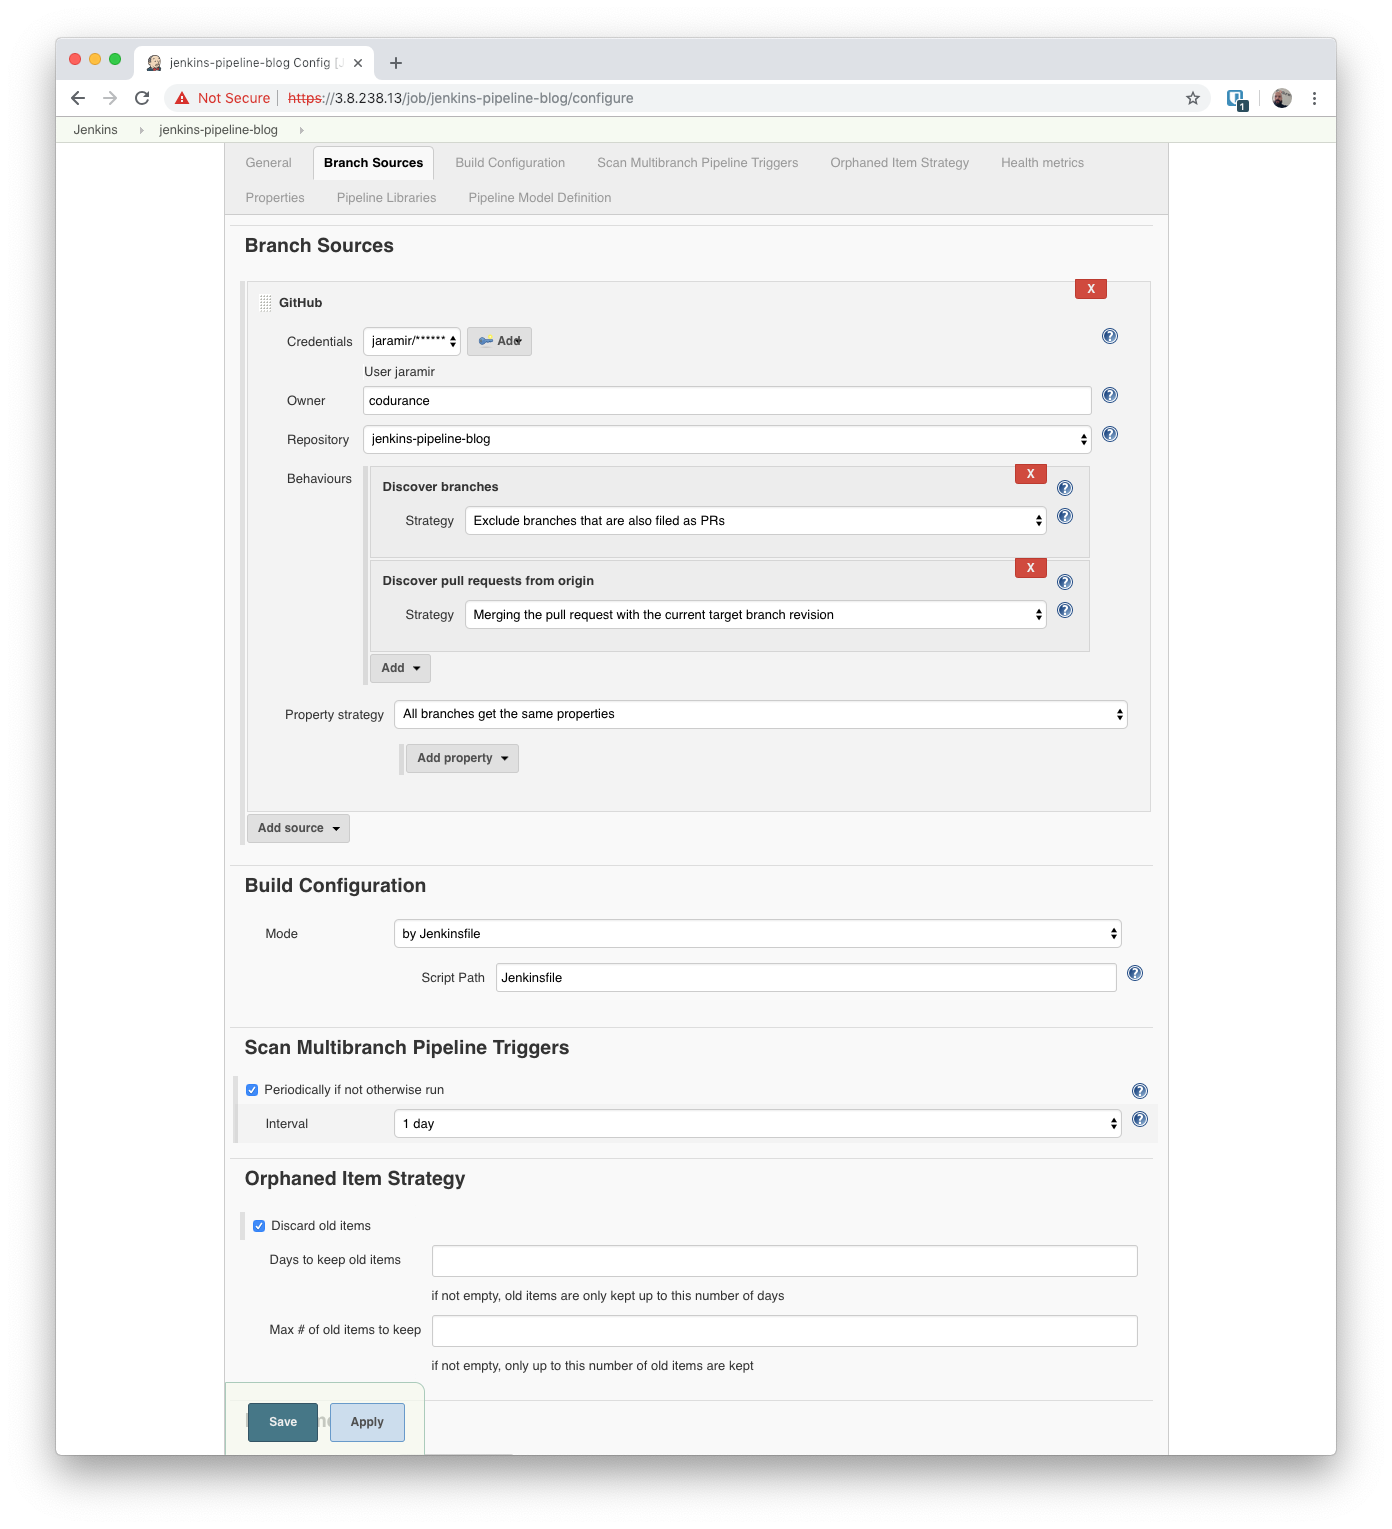 jenkins-pipeline-blog Config [J
Not Secure
https://3.8.238.13/job/jenkins-pipeline-blog/configure
1
Jenkins
jenkins-pipeline-blog
General
Branch Sources
Build Configuration
Scan Multibranch Pipeline Triggers
Orphaned Item Strategy
Health metrics
Properties
Pipeline Libraries
Pipeline Model Definition
Branch Sources
X
GitHub
Credentials
jaramir/******
Add
User jaramir
Owner
codurance
Repository
jenkins-pipeline-blog
Behaviours
X
Discover branches
Strategy
Exclude branches that are also filed as PRs
X
Discover pull requests from origin
Strategy
Merging the pull request with the current target branch revision
Add
Property strategy
All branches get the same properties
Add property
Add source
Build Configuration
Mode
by Jenkinsfile
Script Path
Jenkinsfile
Scan Multibranch Pipeline Triggers
Periodically if not otherwise run
Interval
1 day
Orphaned Item Strategy
Discard old items
Days to keep old items
if not empty, old items are only kept up to this number of days
Max # of old items to keep
if not empty, only up to this number of old items are kept
Save
Apply